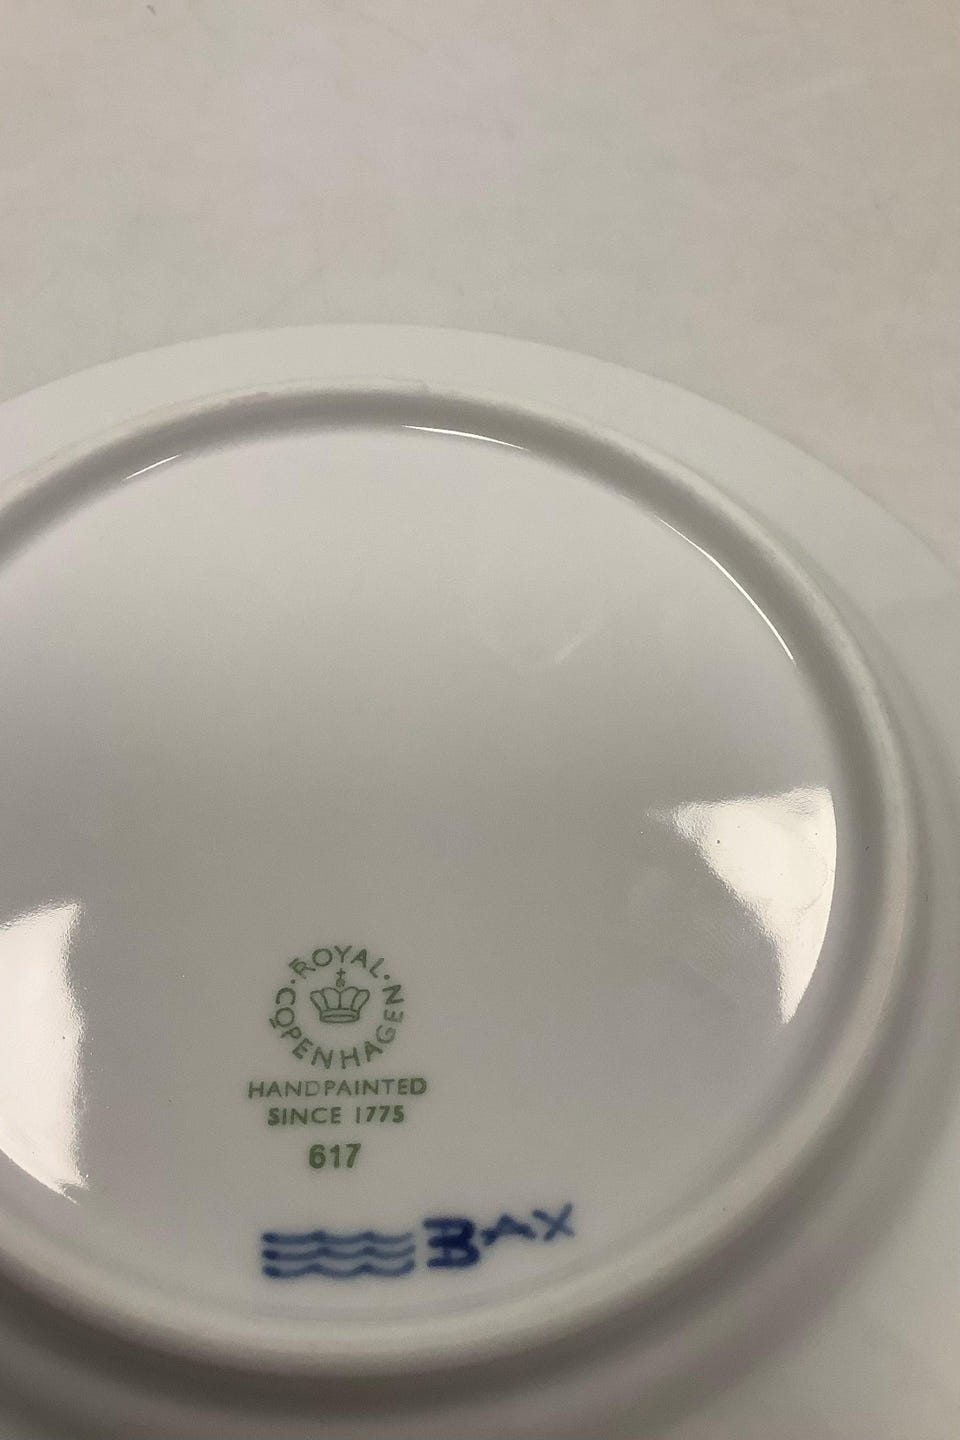 ROYAL · COPENHAGEN ·
HANDPAINTED
SINCE 1775
617
BAX